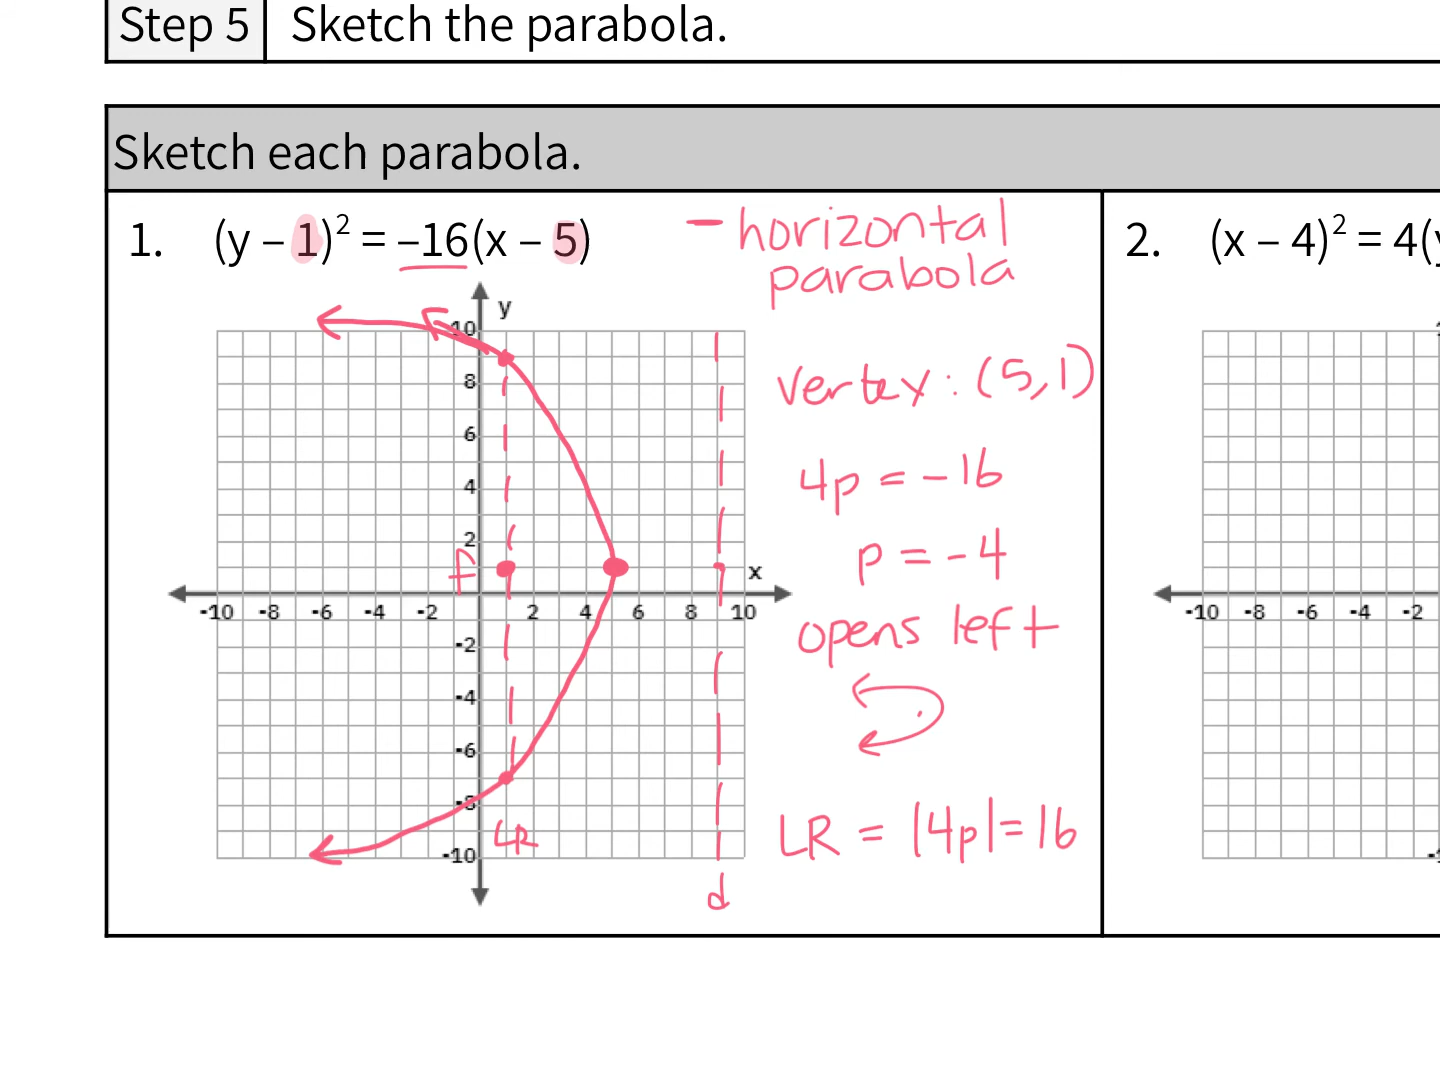 Step 5 Sketch the parabola.
Sketch each parabola.
1. (y – 1)² = –16(x – 5)
– horizontal
parabola
vertex: (5,1)
4p = -16
p = -4
opens left
LR = |4p| = 16
y
10
8
6
4
2
F
x
-10 -8 -6 -4 -2 2 4 6 8 10
-2
-4
-6
-8
LR
-10
d
2. (x – 4)² = 4(
-10 -8 -6 -4 -2